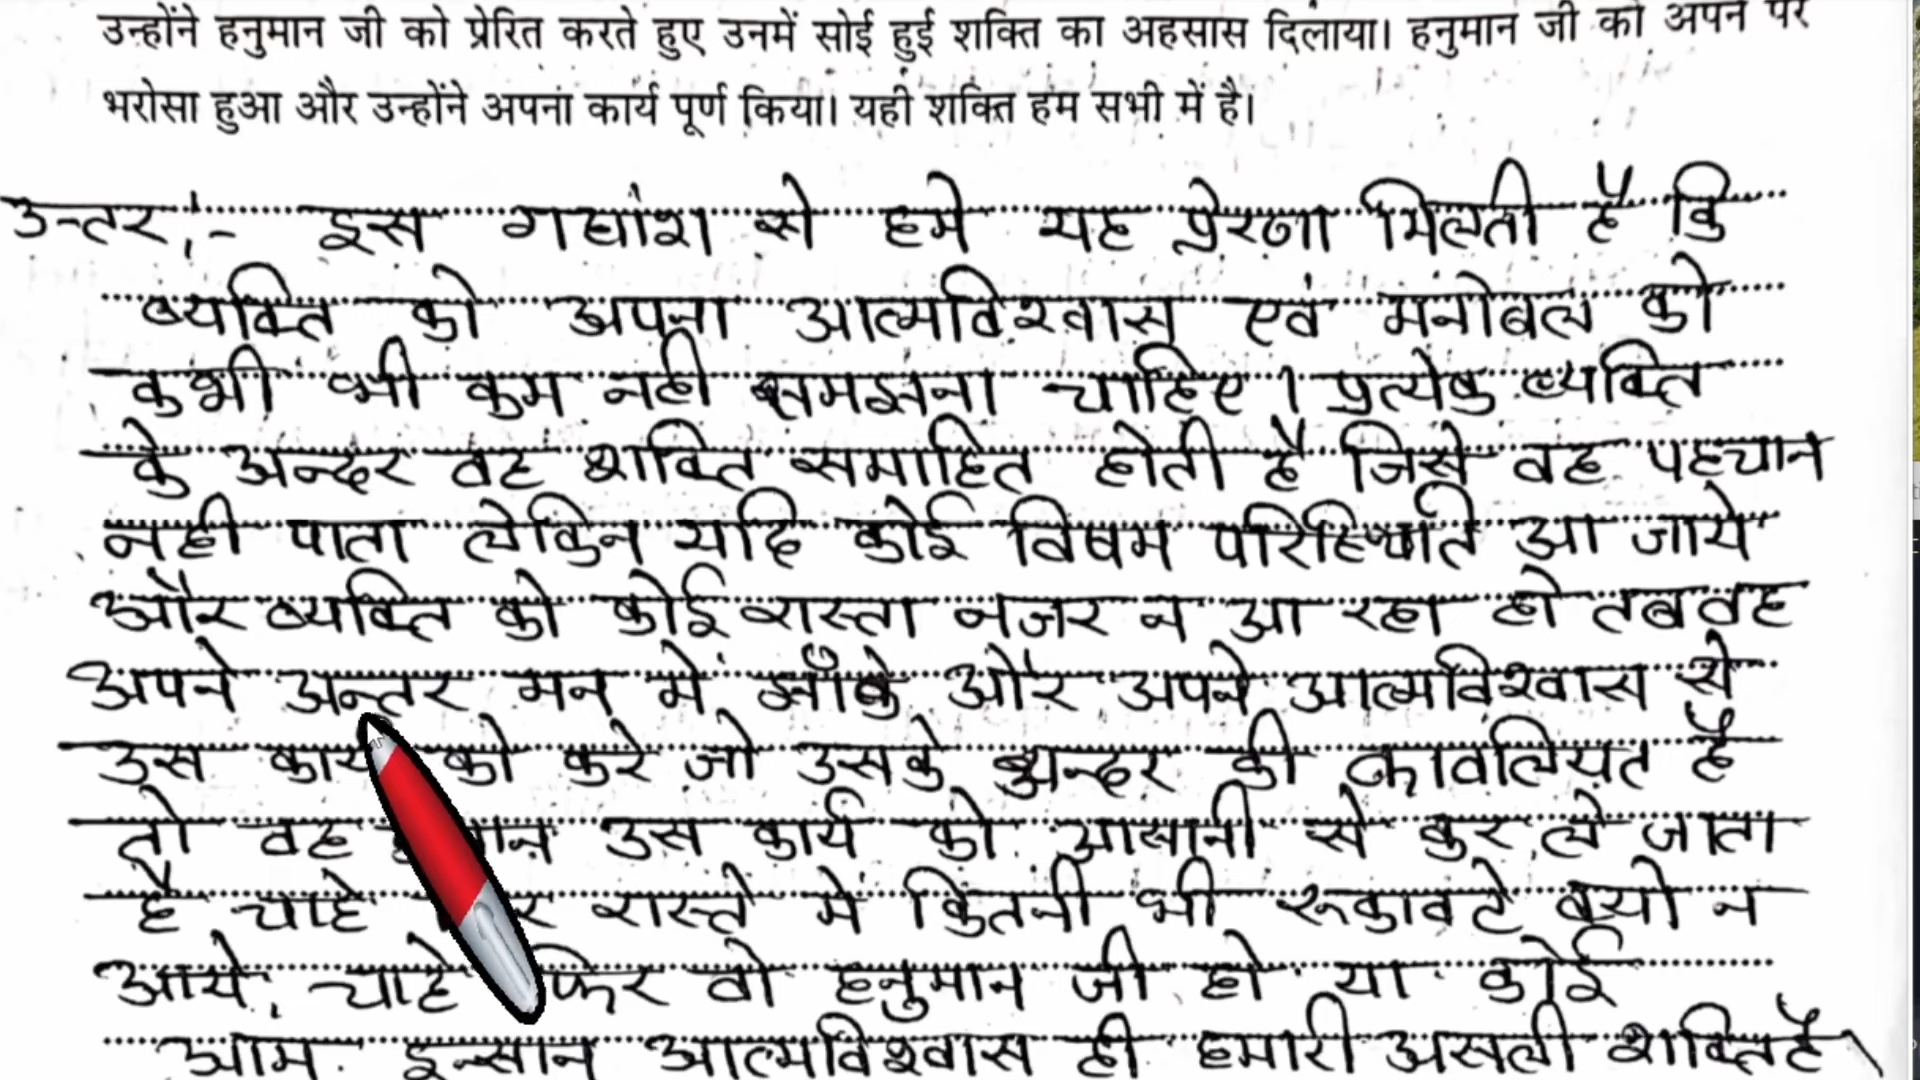 उन्होंने हनुमान जी को प्रेरित करते हुए उनमें सोई हुई शक्ति का अहसास दिलाया। हनुमान जी को अपने पर
भरोसा हुआ और उन्होंने अपना कार्य पूर्ण किया। यही शक्ति हम सभी में है।
उत्तर:- इस गद्यांश से हमे यह प्रेरणा मिलती है कि
व्यक्ति को अपना आत्मविश्वास एवं मनोबल को
कभी भी कम नही समझना चाहिए। प्रत्येक व्यक्ति
के अन्दर वह शक्ति समाहित होती है जिसे वह पहचान
नही पाता लेकिन यदि कोई विषम परिस्थिति आ जाये
और व्यक्ति को कोई रास्ता नजर न आ रहा हो तब वह
अपने अन्तर मन में झाँके और अपने आत्मविश्वास से
उस कार्य को करे जो उसके अन्दर की कावलियत है
तो वह उस कार्य को आसानी से कर ले जाता
है चाहे रास्ते में कितनी भी रूकावटे क्यो न
आये, चाहे फिर वो हनुमान जी हो या कोई
आम इन्सान आत्मविश्वास ही हमारी असली शक्ति है।